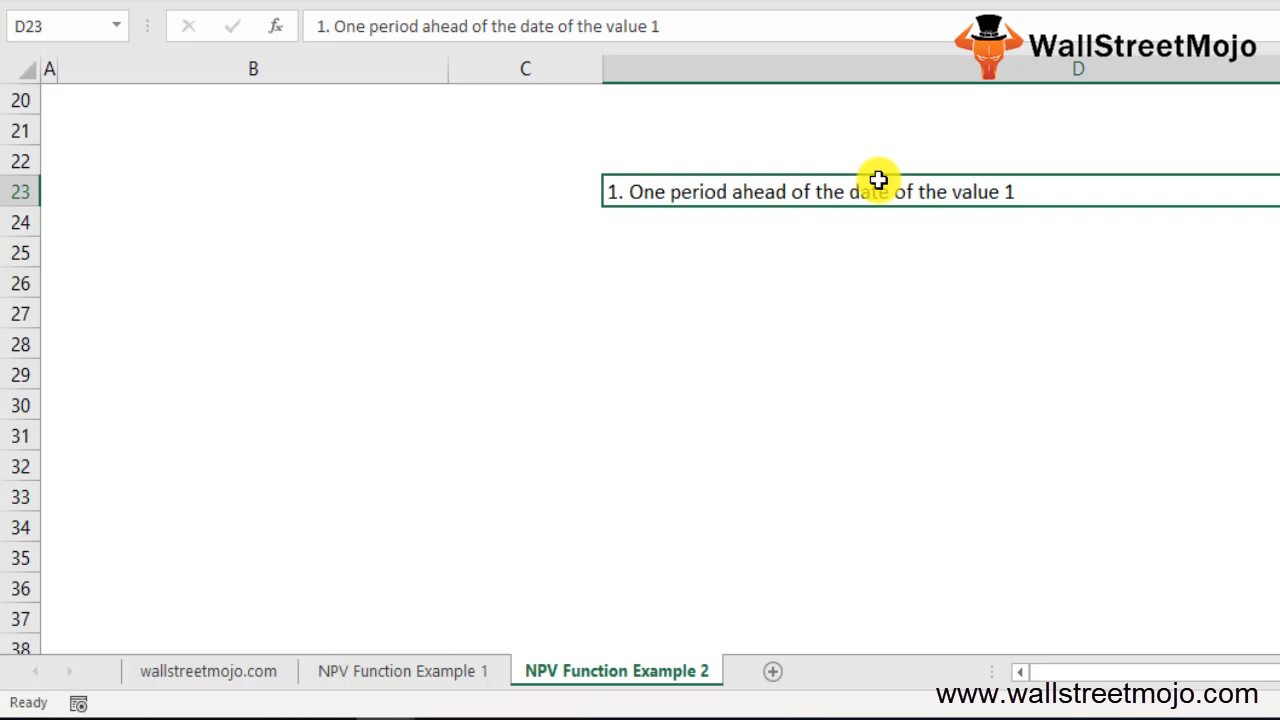 D23
fx
1. One period ahead of the date of the value 1
WallStreetMojo
A B C D
20
21
22
23 1. One period ahead of the date of the value 1
24
25
26
27
28
29
30
31
32
33
34
35
36
37
38
wallstreetmojo.com NPV Function Example 1 NPV Function Example 2
Ready
www.wallstreetmojo.com